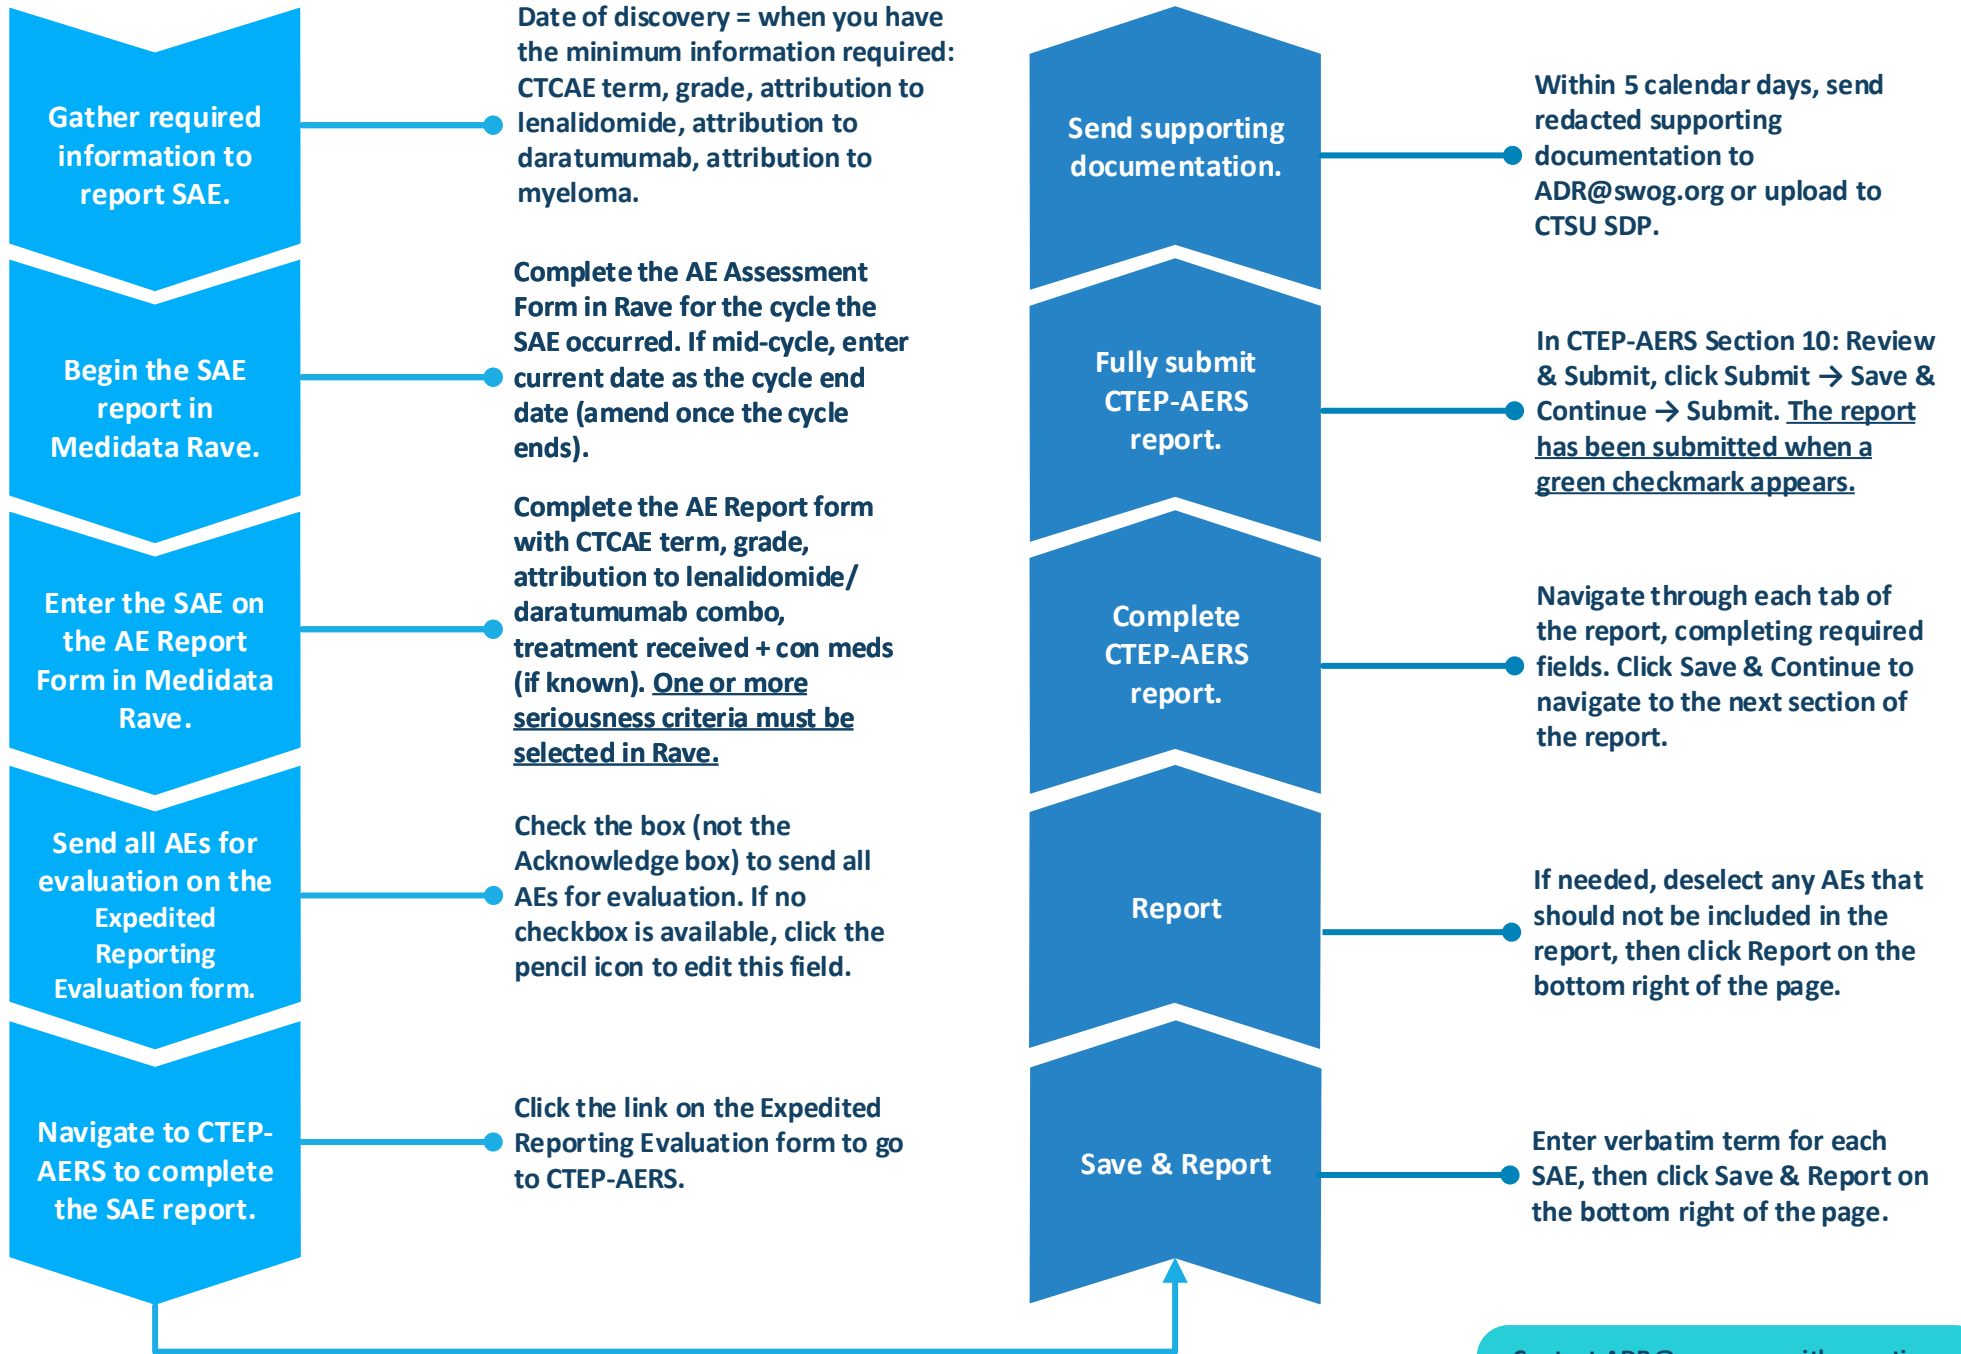 Gather required
information to
report SAE.
Date of discovery = when you have
the minimum information required:
CTCAE term, grade, attribution to
lenalidomide, attribution to
daratumumab, attribution to
myeloma.
Begin the SAE
report in
Medidata Rave.
Complete the AE Assessment
Form in Rave for the cycle the
SAE occurred. If mid-cycle, enter
current date as the cycle end
date (amend once the cycle
ends).
Enter the SAE on
the AE Report
Form in Medidata
Rave.
Complete the AE Report form
with CTCAE term, grade,
attribution to lenalidomide/
daratumumab combo,
treatment received + con meds
(if known). One or more
seriousness criteria must be
selected in Rave.
Send all AEs for
evaluation on the
Expedited
Reporting
Evaluation form.
Check the box (not the
Acknowledge box) to send all
AEs for evaluation. If no
checkbox is available, click the
pencil icon to edit this field.
Navigate to CTEP-
AERS to complete
the SAE report.
Click the link on the Expedited
Reporting Evaluation form to go
to CTEP-AERS.
Send supporting
documentation.
Within 5 calendar days, send
redacted supporting
documentation to
ADR@swog.org or upload to
CTSU SDP.
Fully submit
CTEP-AERS
report.
In CTEP-AERS Section 10: Review
& Submit, click Submit → Save &
Continue → Submit. The report
has been submitted when a
green checkmark appears.
Complete
CTEP-AERS
report.
Navigate through each tab of
the report, completing required
fields. Click Save & Continue to
navigate to the next section of
the report.
Report
If needed, deselect any AEs that
should not be included in the
report, then click Report on the
bottom right of the page.
Save & Report
Enter verbatim term for each
SAE, then click Save & Report on
the bottom right of the page.